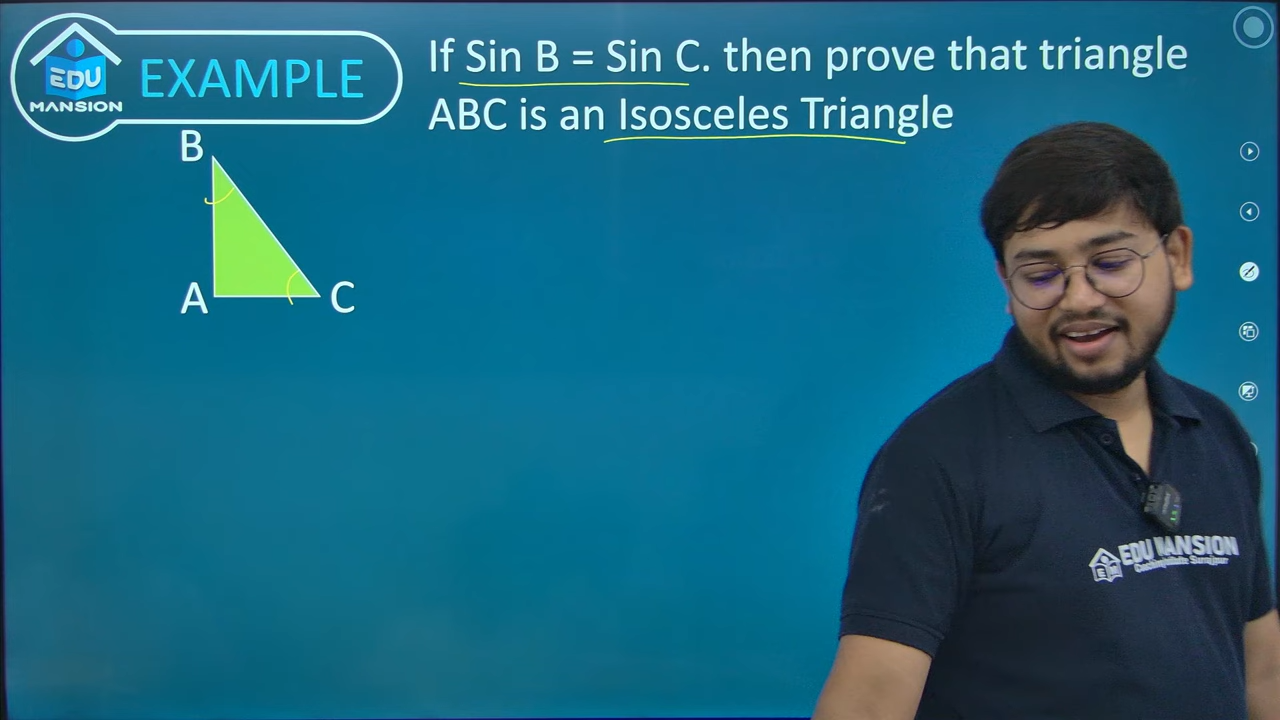 EDU
MANSION
EXAMPLE
If Sin B = Sin C. then prove that triangle
ABC is an Isosceles Triangle
B
A
C
EDU MANSION